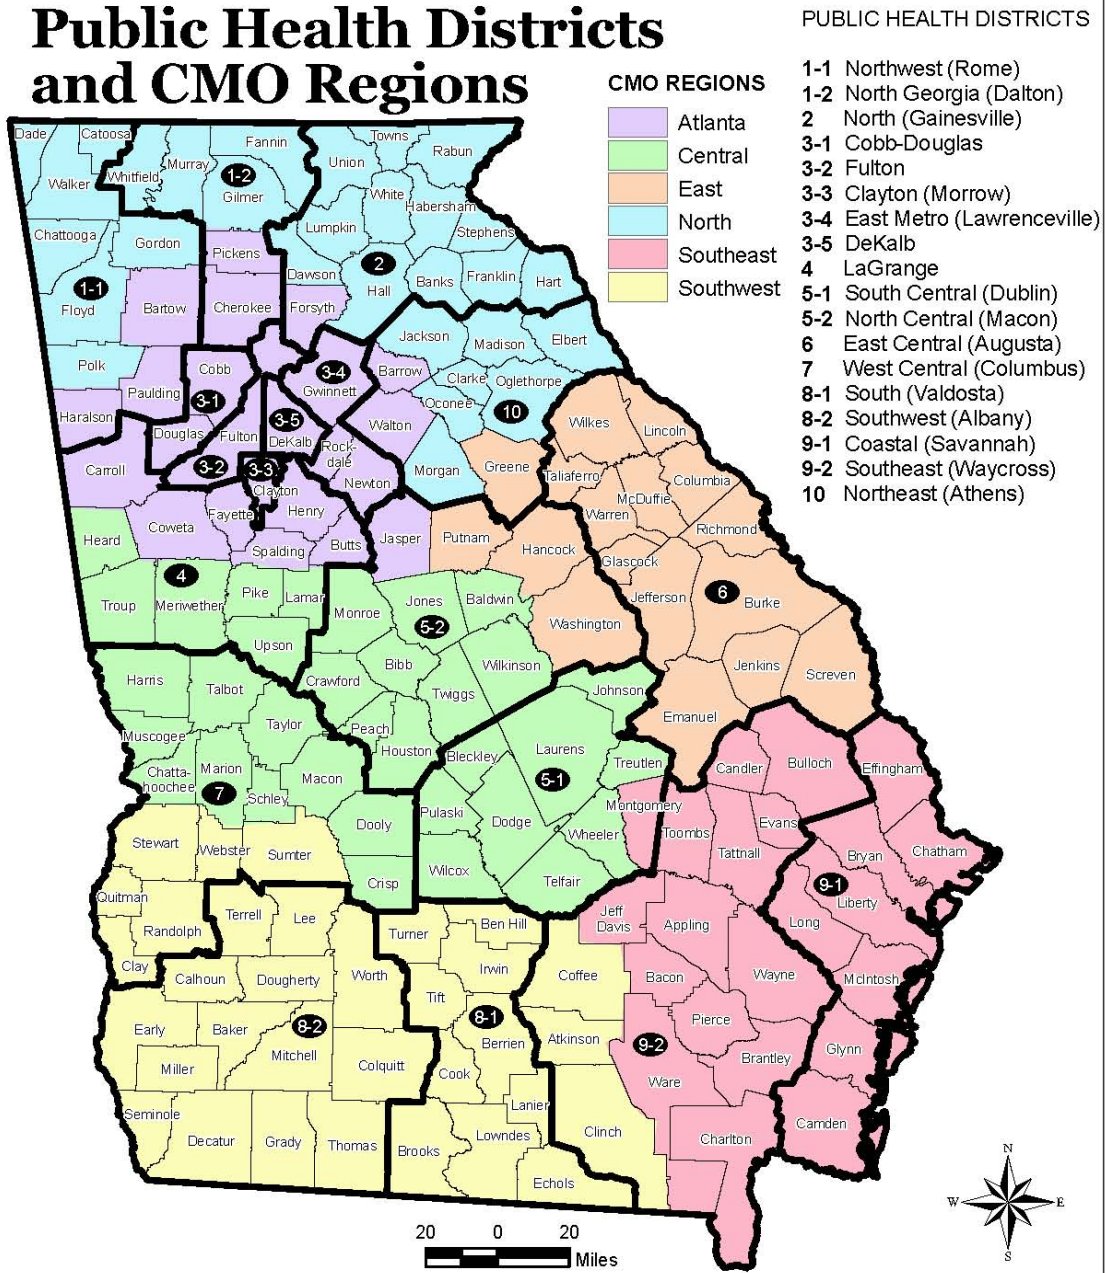 Public Health Districts
and CMO Regions
PUBLIC HEALTH DISTRICTS
1-1 Northwest (Rome)
1-2 North Georgia (Dalton)
2 North (Gainesville)
3-1 Cobb-Douglas
3-2 Fulton
3-3 Clayton (Morrow)
3-4 East Metro (Lawrenceville)
3-5 DeKalb
4 LaGrange
5-1 South Central (Dublin)
5-2 North Central (Macon)
6 East Central (Augusta)
7 West Central (Columbus)
8-1 South (Valdosta)
8-2 Southwest (Albany)
9-1 Coastal (Savannah)
9-2 Southeast (Waycross)
10 Northeast (Athens)
CMO REGIONS
Atlanta
Central
East
North
Southeast
Southwest
Dade
Catoosa
Fannin
Towns
Rabun
Murray
Union
Whitfield
1-2
Walker
Gilmer
White
Habersham
Lumpkin
Stephens
Chattooga
Gordon
Pickens
2
Dawson
Banks
Franklin
Hart
1-1
Hall
Floyd
Bartow
Cherokee
Forsyth
Jackson
Madison
Elbert
Polk
Cobb
3-4
Gwinnett
Barrow
Clarke
Oglethorpe
Paulding
3-1
Oconee
10
Haralson
3-5
Walton
Wilkes
Lincoln
Douglas
Fulton
DeKalb
Rock-
dale
Carroll
3-2
3-3
Morgan
Greene
Taliaferro
Columbia
Clayton
Newton
McDuffie
Fayette
Henry
Warren
Coweta
Richmond
Heard
Spalding
Butts
Jasper
Putnam
Hancock
Glascock
4
Troup
Meriwether
Pike
Lamar
Monroe
Jones
Baldwin
Jefferson
6
Burke
5-2
Washington
Upson
Bibb
Wilkinson
Jenkins
Screven
Harris
Talbot
Crawford
Twiggs
Johnson
Emanuel
Taylor
Peach
Muscogee
Houston
Bleckley
Laurens
Treutlen
Candler
Bulloch
Effingham
Chatta-
hoochee
Marion
Macon
5-1
7
Schley
Pulaski
Montgomery
Dooly
Dodge
Wheeler
Toombs
Evans
Stewart
Webster
Sumter
Tattnall
Bryan
Chatham
Crisp
Wilcox
Telfair
9-1
Quitman
Liberty
Terrell
Lee
Jeff
Davis
Appling
Long
Randolph
Turner
Ben Hill
Clay
Calhoun
Dougherty
Worth
Irwin
Coffee
Bacon
Wayne
McIntosh
Tift
Early
Baker
8-2
8-1
Pierce
Mitchell
Berrien
Atkinson
9-2
Brantley
Glynn
Miller
Colquitt
Cook
Ware
Seminole
Lanier
Camden
Decatur
Grady
Thomas
Brooks
Lowndes
Clinch
Charlton
Echols
N
W
E
S
20
0
20
Miles